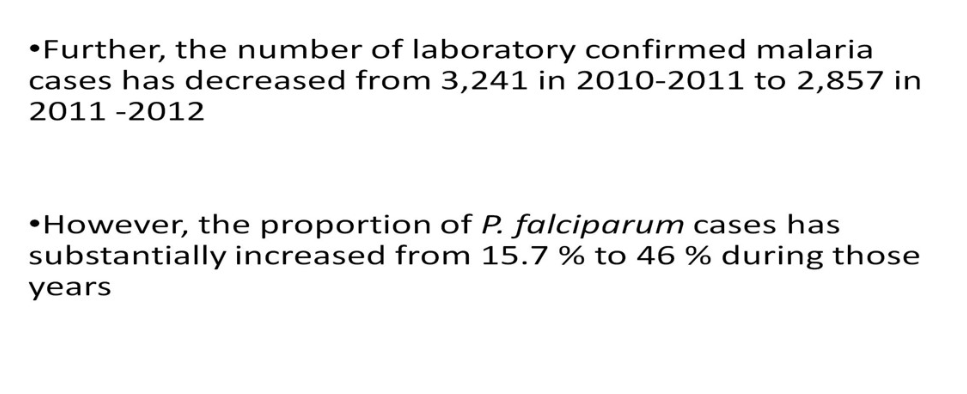 •Further, the number of laboratory confirmed malaria
cases has decreased from 3,241 in 2010-2011 to 2,857 in
2011 -2012
•However, the proportion of P. falciparum cases has
substantially increased from 15.7 % to 46 % during those
years